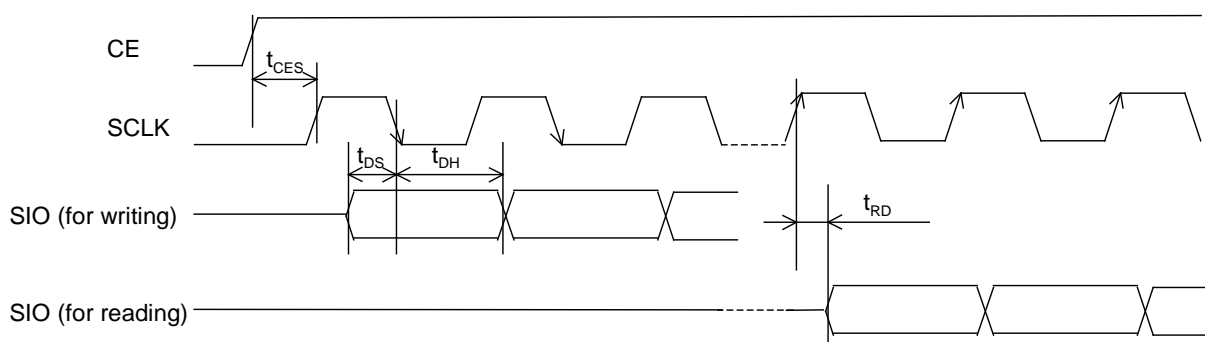 CE
tCES
SCLK
tDS
tDH
SIO (for writing)
tRD
SIO (for reading)